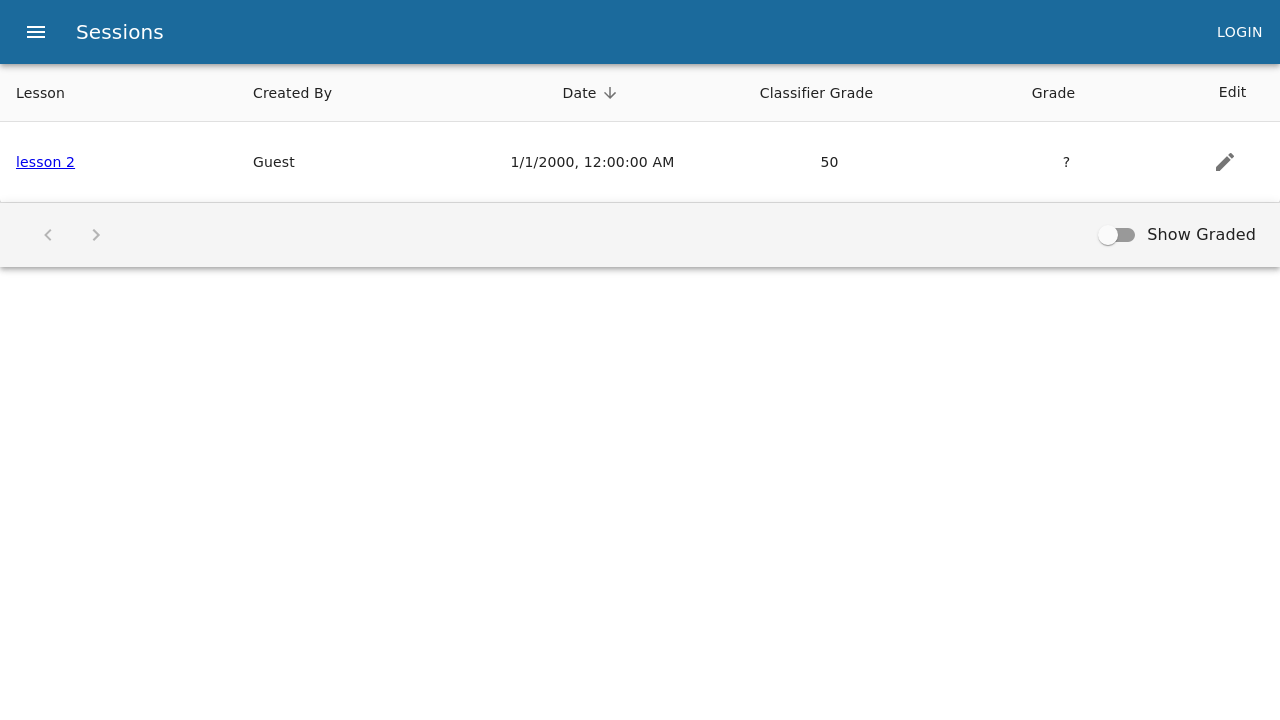 Sessions
LOGIN
Lesson Created By Date Classifier Grade Grade Edit
lesson 2 Guest 1/1/2000, 12:00:00 AM 50 ?
Show Graded